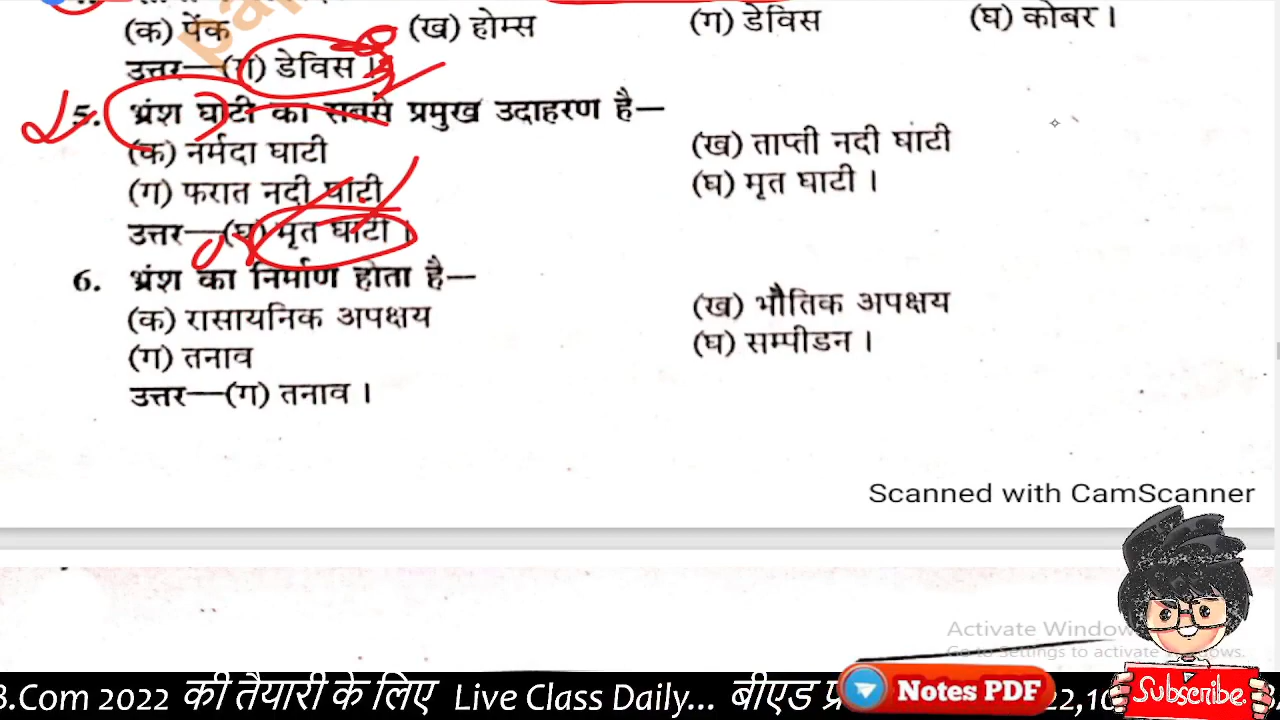 (क) पेंक (ख) होम्स (ग) डेविस (घ) कोबर ।
उत्तर—(ग) डेविस ।
5. भ्रंश घाटी का सबसे प्रमुख उदाहरण है—
(क) नर्मदा घाटी (ख) ताप्ती नदी घाटी
(ग) फरात नदी घाटी (घ) मृत घाटी ।
उत्तर—(घ) मृत घाटी ।
6. भ्रंश का निर्माण होता है—
(क) रासायनिक अपक्षय (ख) भौतिक अपक्षय
(ग) तनाव (घ) सम्पीडन ।
उत्तर—(ग) तनाव ।
Scanned with CamScanner
Activate Window
Go to Settings to activate Windows.
B.Com 2022 की तैयारी के लिए Live Class Daily... बीएड प्र
Notes PDF
Subscribe